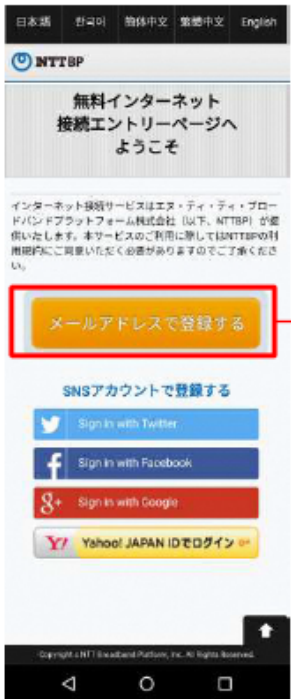 日本語 한국어 简体中文 繁體中文 English
NTTBP
無料インターネット
接続エントリーページへ
ようこそ
インターネット接続サービスはエヌ・ティ・ティ・ブロー
ドバンドプラットフォーム株式会社（以下、NTTBP）が提
供いたします。本サービスのご利用に際してはNTTBPの利
用規約にご同意いただく必要がありますのでご了承くださ
い。
メールアドレスで登録する
SNSアカウントで登録する
Sign in with Twitter
f Sign in with Facebook
g+ Sign in with Google
Y! Yahoo! JAPAN IDでログイン
Copyright c NTT Broadband Platform, Inc. All Rights Reserved.